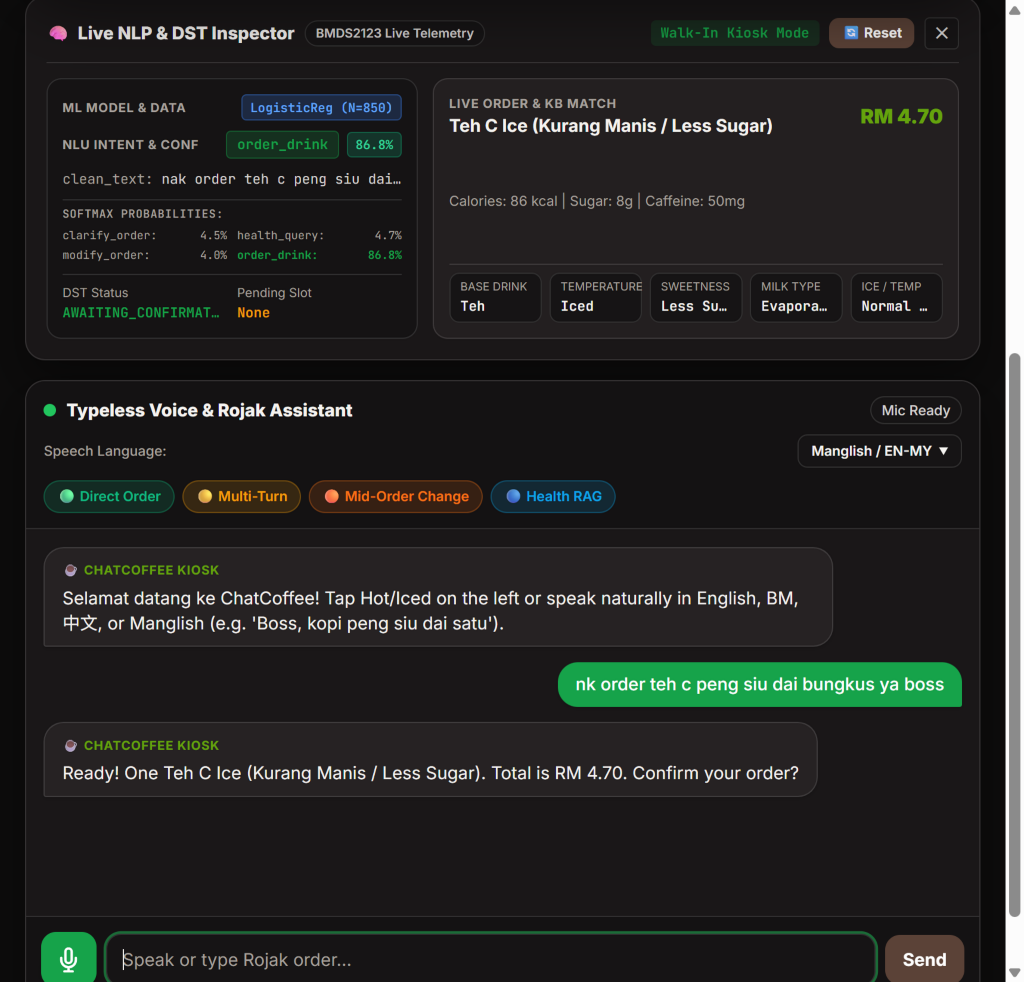 Live NLP & DST Inspector
BMDS2123 Live Telemetry
Walk-In Kiosk Mode
Reset
ML MODEL & DATA
LogisticReg (N=850)
NLU INTENT & CONF
order_drink
86.8%
clean_text: nak order teh c peng siu dai…
SOFTMAX PROBABILITIES:
clarify_order: 4.5% health_query: 4.7%
modify_order: 4.0% order_drink: 86.8%
DST Status
Pending Slot
AWAITING_CONFIRMAT…
None
LIVE ORDER & KB MATCH
Teh C Ice (Kurang Manis / Less Sugar)
RM 4.70
Calories: 86 kcal | Sugar: 8g | Caffeine: 50mg
BASE DRINK
Teh
TEMPERATURE
Iced
SWEETNESS
Less Su…
MILK TYPE
Evapora…
ICE / TEMP
Normal …
Typeless Voice & Rojak Assistant
Mic Ready
Speech Language:
Manglish / EN-MY
Direct Order
Multi-Turn
Mid-Order Change
Health RAG
CHATCOFFEE KIOSK
Selamat datang ke ChatCoffee! Tap Hot/Iced on the left or speak naturally in English, BM,
中文, or Manglish (e.g. 'Boss, kopi peng siu dai satu').
nk order teh c peng siu dai bungkus ya boss
CHATCOFFEE KIOSK
Ready! One Teh C Ice (Kurang Manis / Less Sugar). Total is RM 4.70. Confirm your order?
Speak or type Rojak order...
Send